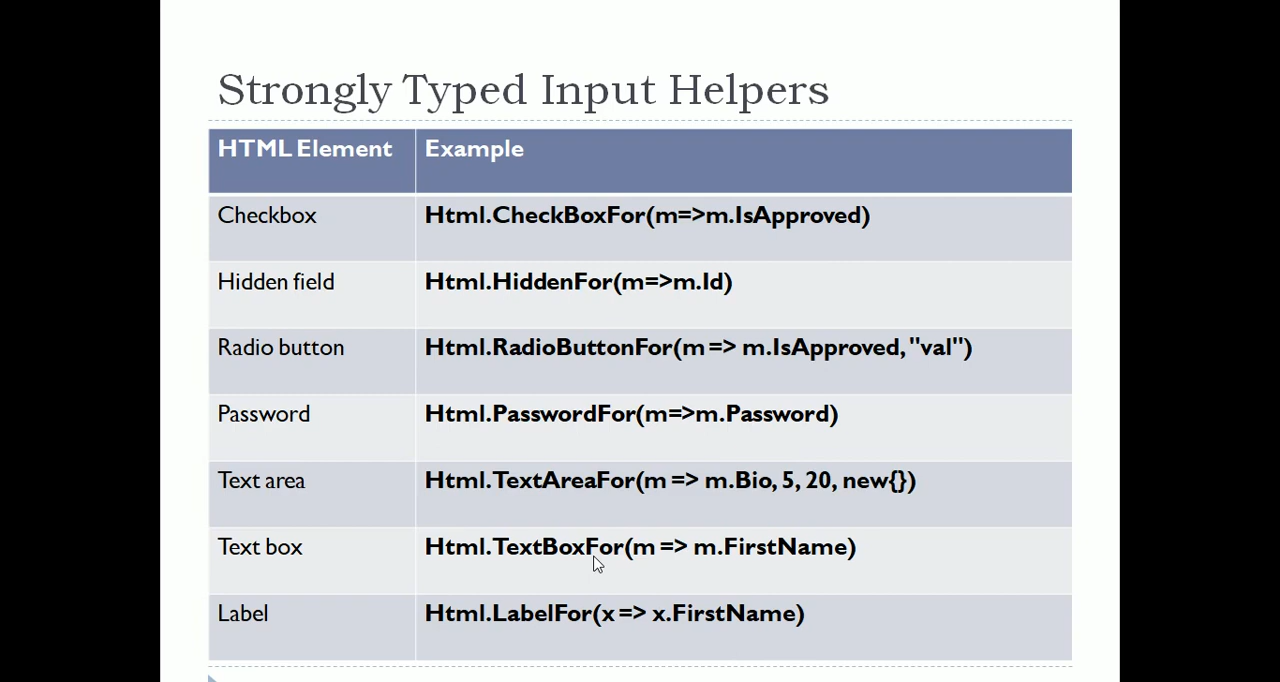 Strongly Typed Input Helpers
HTML Element Example
Checkbox Html.CheckBoxFor(m=>m.IsApproved)
Hidden field Html.HiddenFor(m=>m.Id)
Radio button Html.RadioButtonFor(m => m.IsApproved, "val")
Password Html.PasswordFor(m=>m.Password)
Text area Html.TextAreaFor(m => m.Bio, 5, 20, new{})
Text box Html.TextBoxFor(m => m.FirstName)
Label Html.LabelFor(x => x.FirstName)